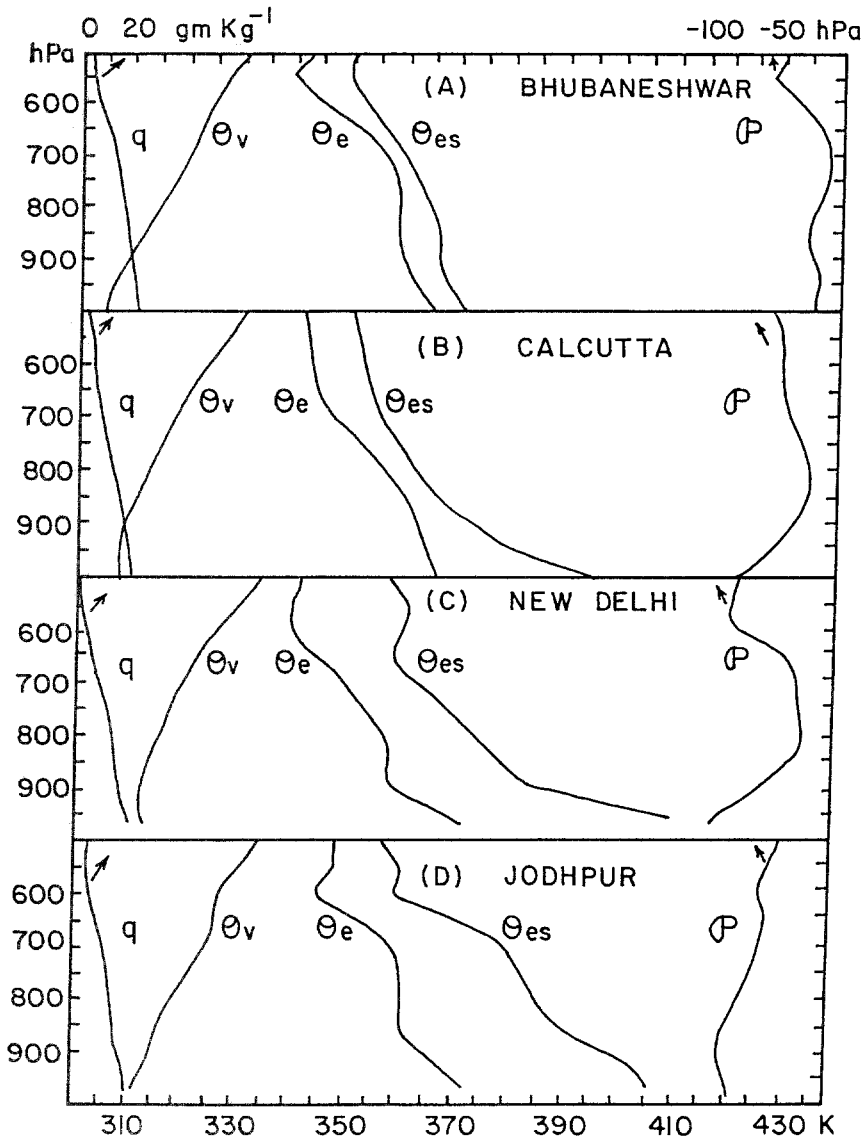 0 20 gm Kg⁻¹ -100 -50 hPa
hPa
(A) BHUBANESHWAR
600
q θv θe θes P
700
800
900
(B) CALCUTTA
600
q θv θe θes P
700
800
900
(C) NEW DELHI
600
q θv θe θes P
700
800
900
(D) JODHPUR
600
q θv θe θes P
700
800
900
310 330 350 370 390 410 430 K